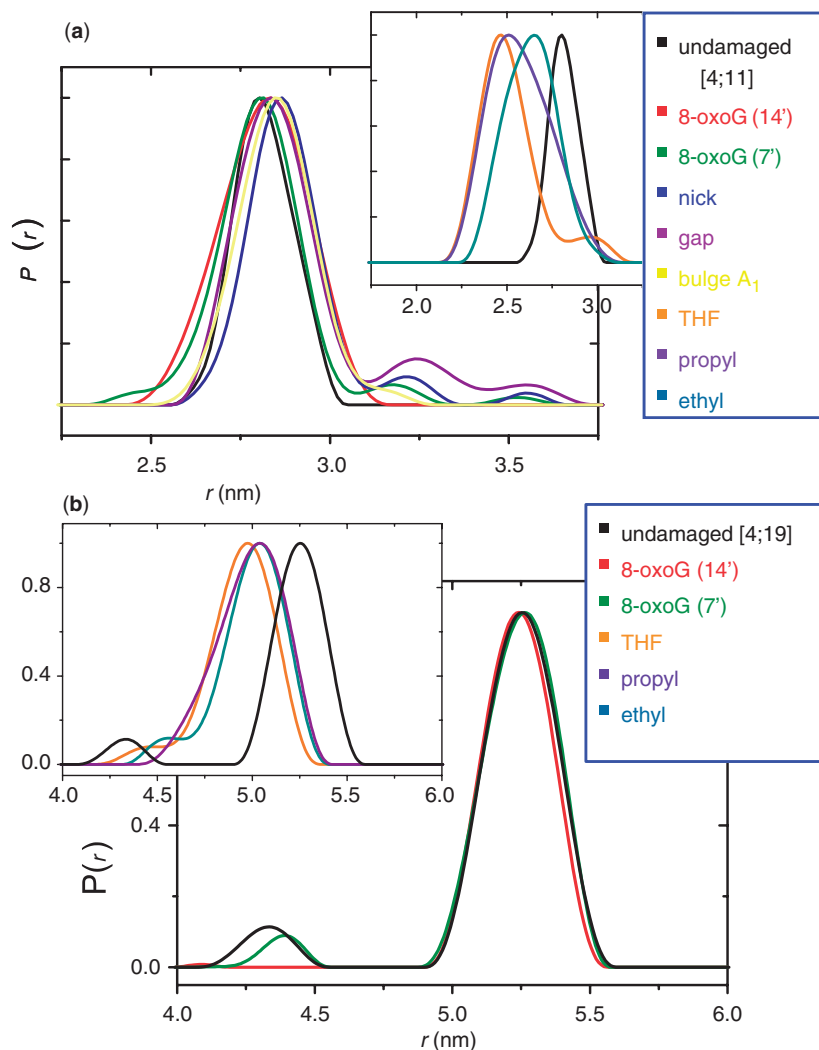 (a)
P (r)
2.0 2.5 3.0
2.5 3.0 3.5
r (nm)
undamaged
[4;11]
8-oxoG (14')
8-oxoG (7')
nick
gap
bulge A1
THF
propyl
ethyl
(b)
0.8
0.4
0.0
4.0 4.5 5.0 5.5 6.0
P(r)
0.4
0.0
4.0 4.5 5.0 5.5 6.0
r (nm)
undamaged [4;19]
8-oxoG (14')
8-oxoG (7')
THF
propyl
ethyl